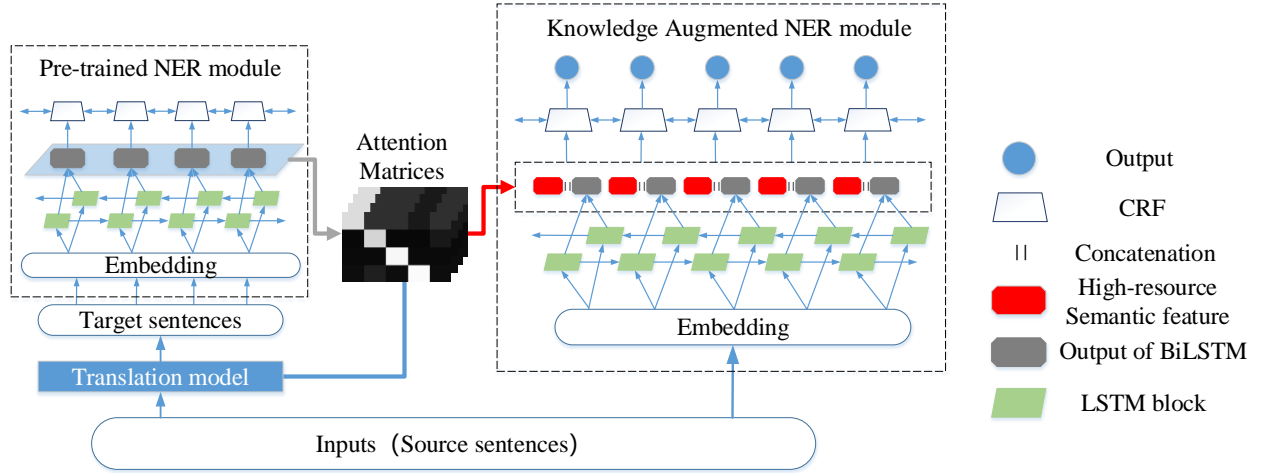 Pre-trained NER module
Embedding
Target sentences
Translation model
Attention
Matrices
Knowledge Augmented NER module
Embedding
Inputs（Source sentences）
Output
CRF
Concatenation
High-resource
Semantic feature
Output of BiLSTM
LSTM block